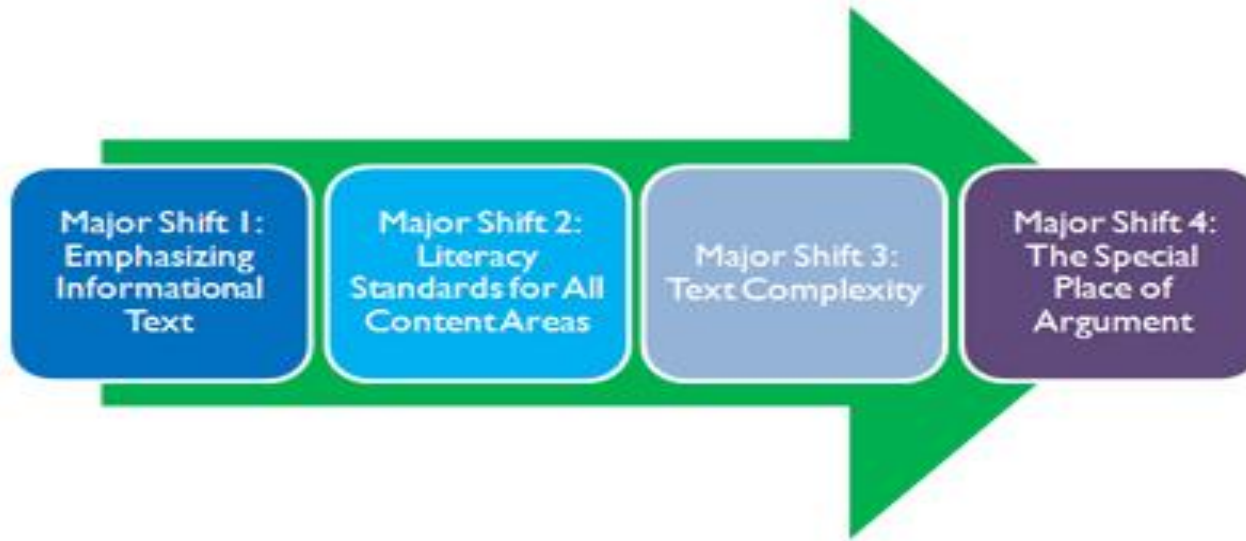 Major Shift 1:
Emphasizing
Informational
Text
Major Shift 2:
Literacy
Standards for All
Content Areas
Major Shift 3:
Text Complexity
Major Shift 4:
The Special
Place of
Argument